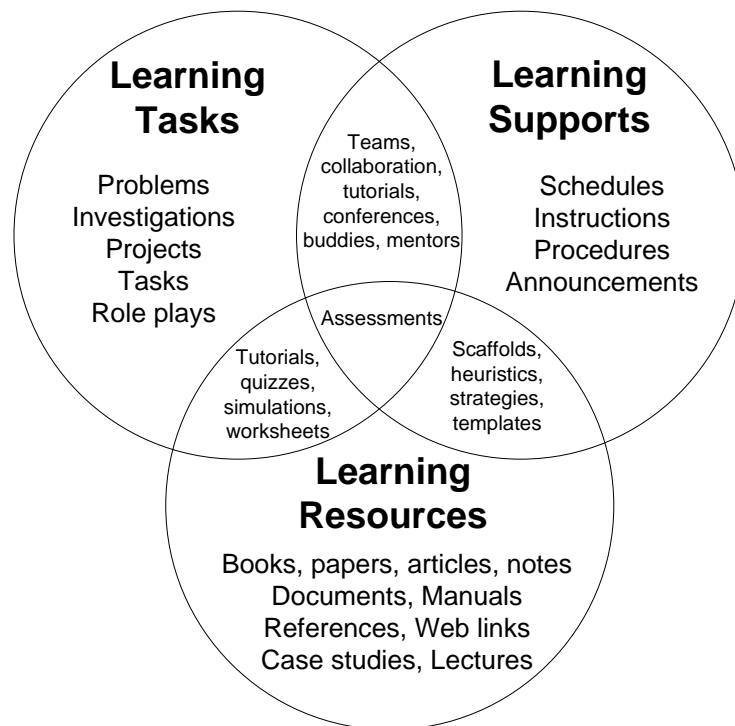 Learning
Tasks
Problems
Investigations
Projects
Tasks
Role plays
Teams,
collaboration,
tutorials,
conferences,
buddies, mentors
Learning
Supports
Schedules
Instructions
Procedures
Announcements
Assessments
Tutorials,
quizzes,
simulations,
worksheets
Scaffolds,
heuristics,
strategies,
templates
Learning
Resources
Books, papers, articles, notes
Documents, Manuals
References, Web links
Case studies, Lectures